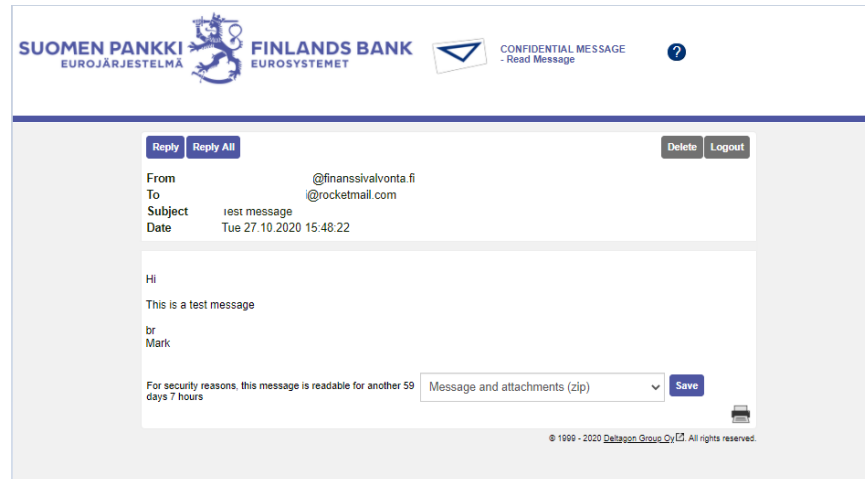 SUOMEN PANKKI
EUROJÄRJESTELMÄ
FINLANDS BANK
EUROSYSTEMET
CONFIDENTIAL MESSAGE
- Read Message
?
Reply Reply All Delete Logout
From @finanssivalvonta.fi
To i@rocketmail.com
Subject Test message
Date Tue 27.10.2020 15:48:22
Hi
This is a test message
br
Mark
For security reasons, this message is readable for another 59
days 7 hours
Message and attachments (zip) Save
© 1999 - 2020 Deltagon Group Oy. All rights reserved.